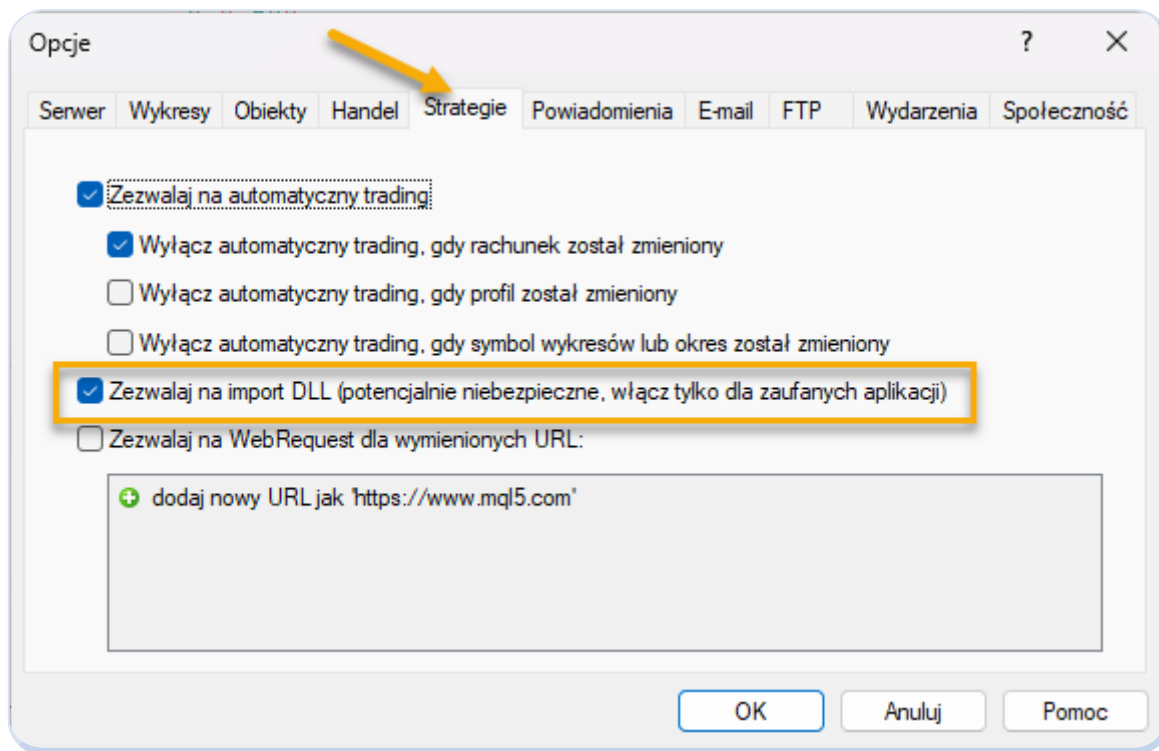 Opcje
Serwer Wykresy Obiekty Handel Strategie Powiadomienia E-mail FTP Wydarzenia Społeczność
Zezwalaj na automatyczny trading
Wyłącz automatyczny trading, gdy rachunek został zmieniony
Wyłącz automatyczny trading, gdy profil został zmieniony
Wyłącz automatyczny trading, gdy symbol wykresów lub okres został zmieniony
Zezwalaj na import DLL (potencjalnie niebezpieczne, włącz tylko dla zaufanych aplikacji)
Zezwalaj na WebRequest dla wymienionych URL:
dodaj nowy URL jak 'https://www.mql5.com'
OK Anuluj Pomoc